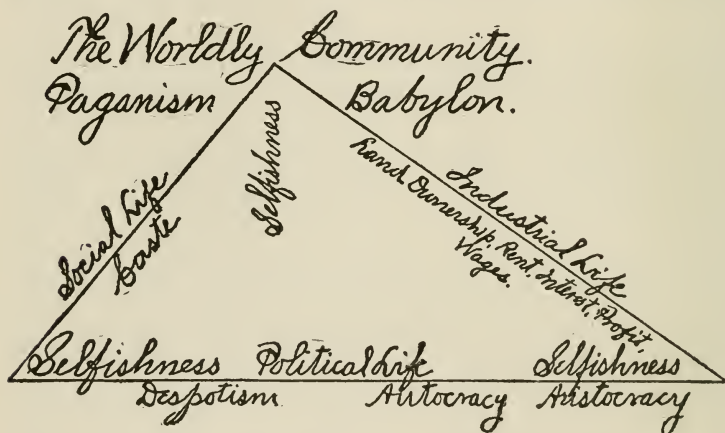 The Worldly Community.
Paganism Babylon.
Selfishness
Social Life
Caste
Industrial Life
Land Ownership, Rent, Interest, Profit,
Wages.
Selfishness Political Life Selfishness
Despotism Autocracy Aristocracy